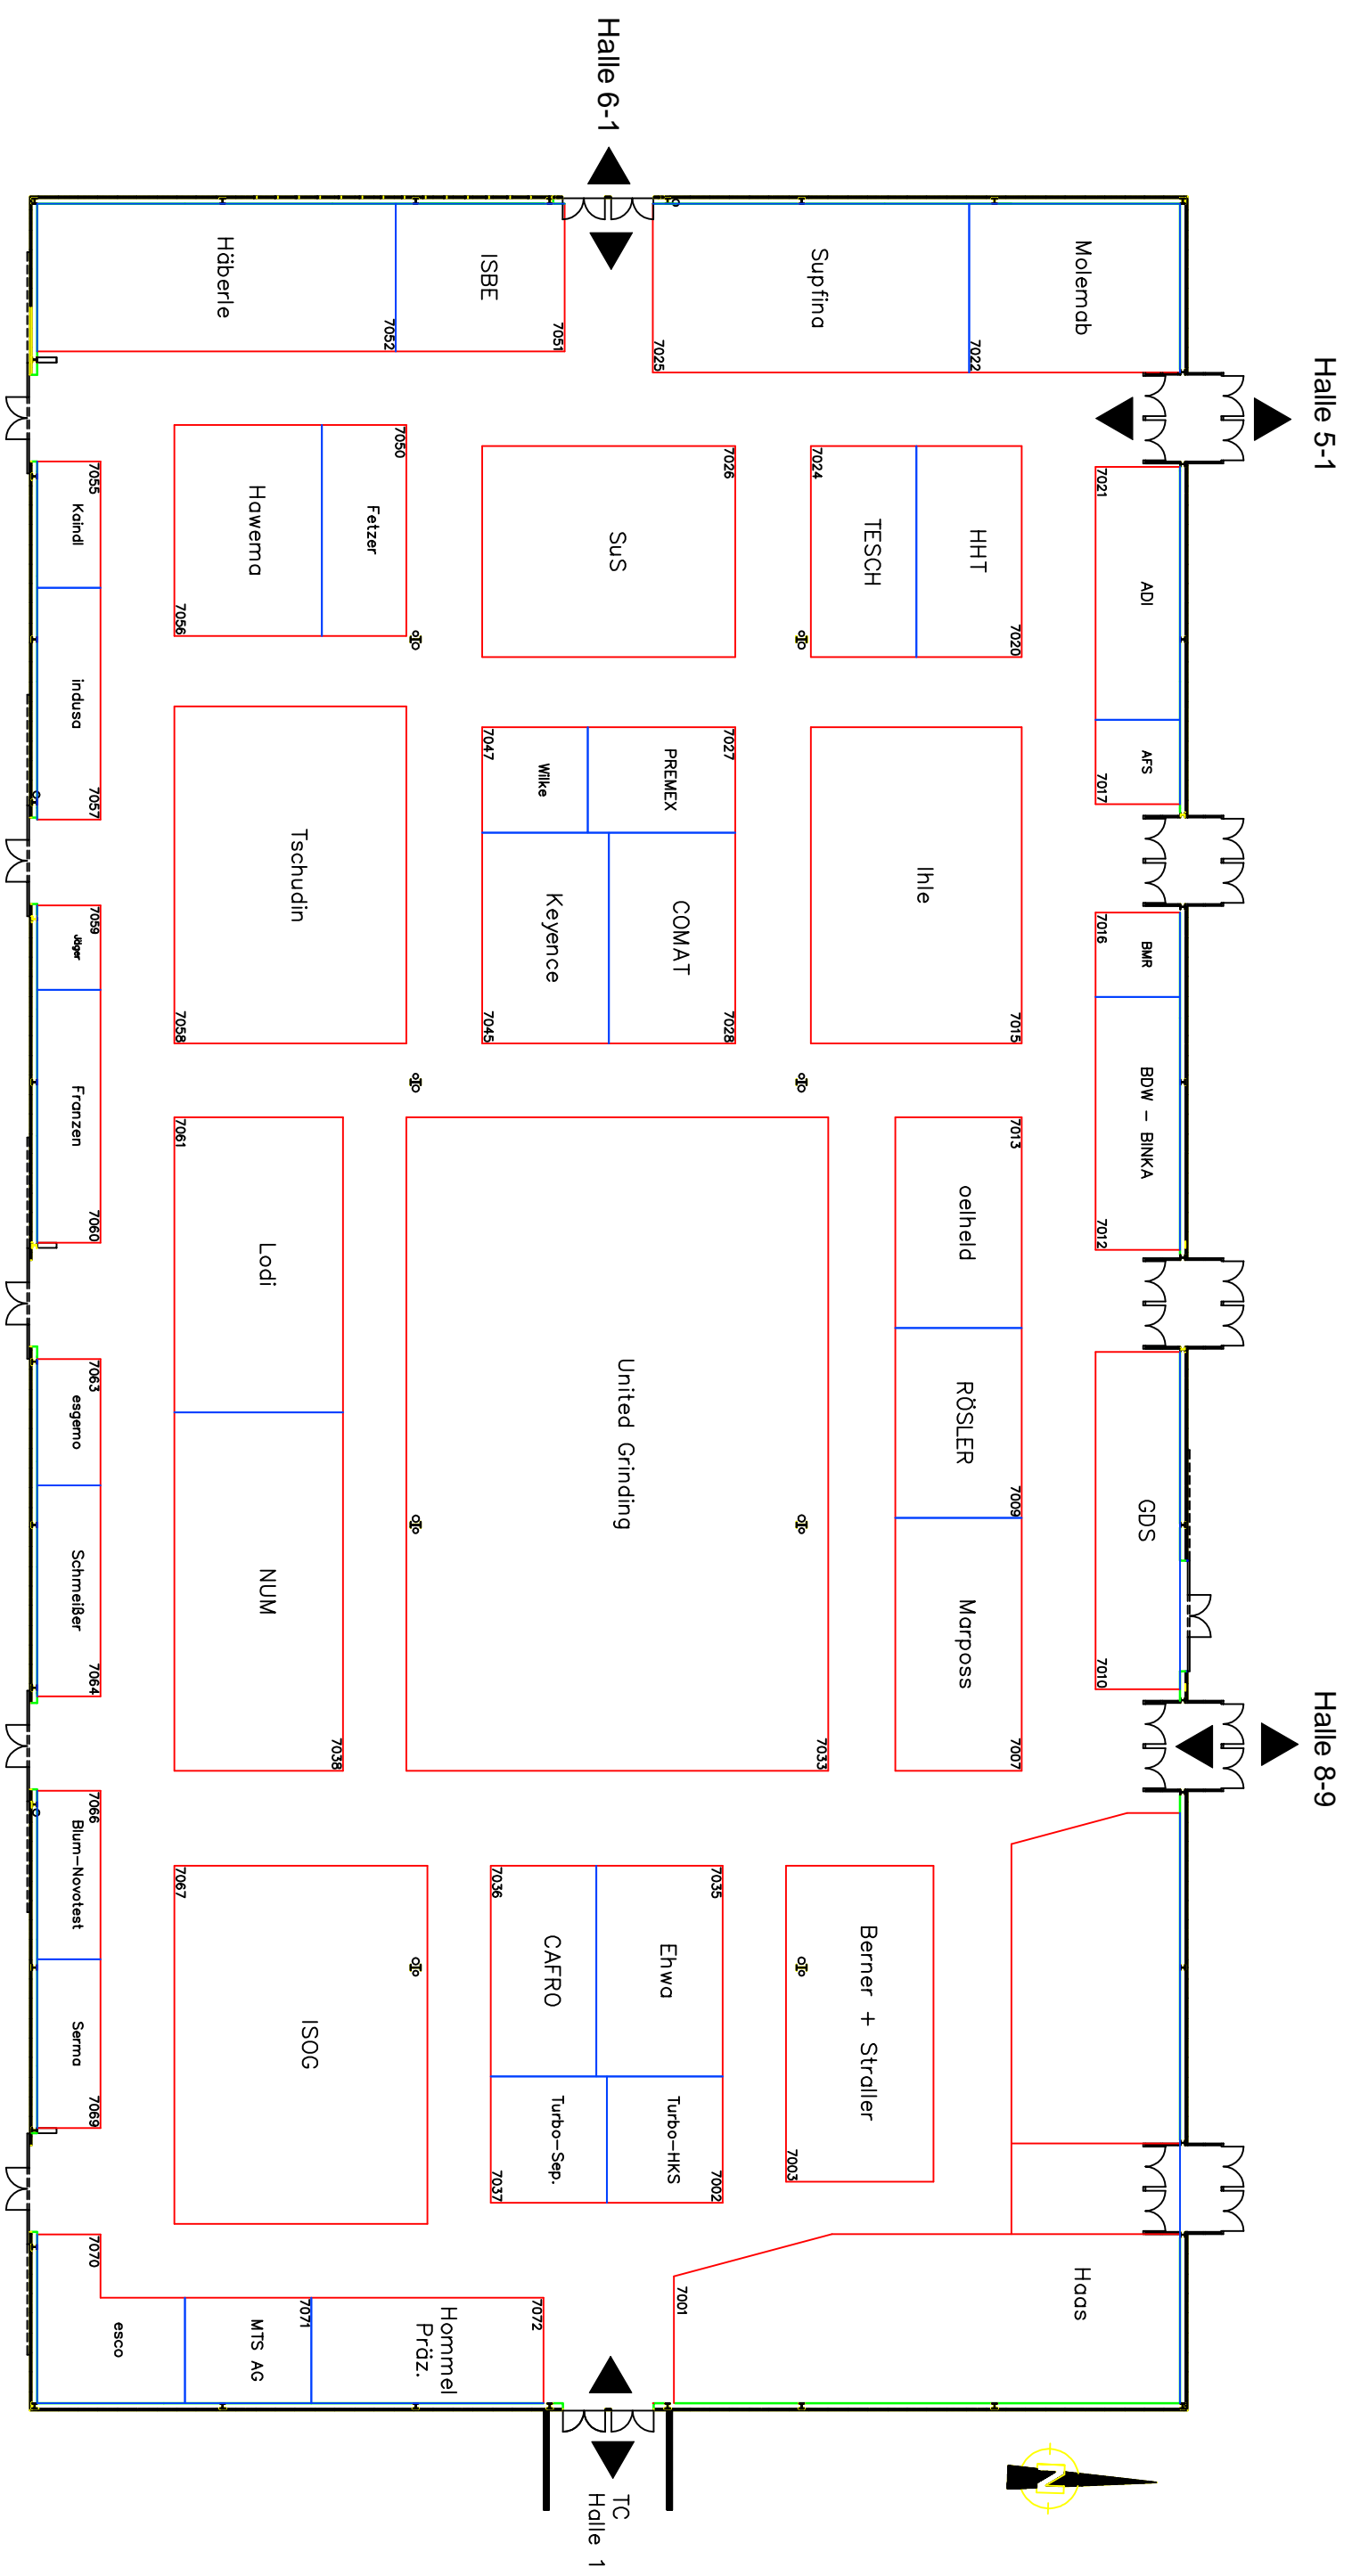 Halle 5-1
Halle 8-9
Halle 6-1
TC
Halle 1
N
Molemab
7022
Supfina
7025
ISBE
7051
Häberle
7052
7021
ADI
AFS
7017
7016
BMR
BDW - BINKA
7012
GDS
7010
Haas
7001
HHT
7020
7024
TESCH
Ihle
7015
7013
oelheld
RÖSLER
7009
Marposs
7007
Berner + Straller
7003
7026
SuS
7027
PREMEX
7047
Wilke
COMAT
7028
Keyence
7045
United Grinding
7033
7035
Ehwa
7036
CAFRO
Turbo-HKS
7002
Turbo-Sep.
7037
7050
Fetzer
Hawema
7056
Tschudin
7058
7061
Lodi
NUM
7038
7067
ISOG
7072
Hommel
Präz.
7071
MTS AG
7070
esco
7055
Kaindl
indusa
7057
7059
Jäger
Franzen
7060
7063
esgemo
Schmeißer
7064
7066
Blum-Novotest
Serma
7069